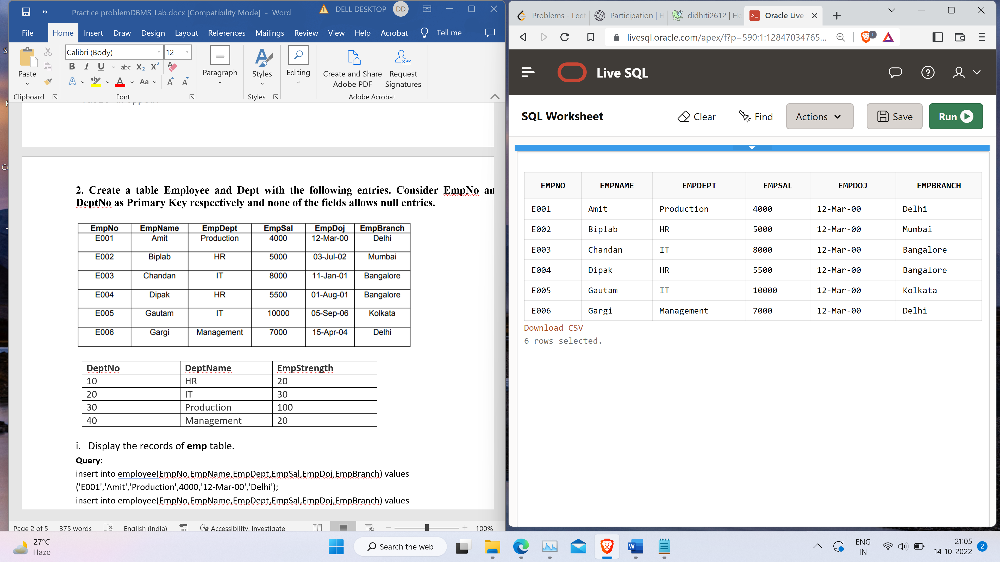 Practice problemDBMS_Lab.docx [Compatibility Mode] - Word
DELL DESKTOP DD
File Home Insert Draw Design Layout References Mailings Review View Help Acrobat Tell me
Paste
Clipboard
Calibri (Body) 12
B I U abc X2 X2 A
A ab A Aa A A
Font
Paragraph
Styles
Styles
Editing
Create and Share Adobe PDF
Request Signatures
Adobe Acrobat
2. Create a table Employee and Dept with the following entries. Consider EmpNo an
DeptNo as Primary Key respectively and none of the fields allows null entries.
EmpNo EmpName EmpDept EmpSal EmpDoj EmpBranch
E001 Amit Production 4000 12-Mar-00 Delhi
E002 Biplab HR 5000 03-Jul-02 Mumbai
E003 Chandan IT 8000 11-Jan-01 Bangalore
E004 Dipak HR 5500 01-Aug-01 Bangalore
E005 Gautam IT 10000 05-Sep-06 Kolkata
E006 Gargi Management 7000 15-Apr-04 Delhi
DeptNo DeptName EmpStrength
10 HR 20
20 IT 30
30 Production 100
40 Management 20
i. Display the records of emp table.
Query:
insert into employee(EmpNo,EmpName,EmpDept,EmpSal,EmpDoj,EmpBranch) values
('E001','Amit','Production',4000,'12-Mar-00','Delhi');
insert into employee(EmpNo,EmpName,EmpDept,EmpSal,EmpDoj,EmpBranch) values
Page 2 of 5 375 words English (India) Accessibility: Investigate 100%
Problems - Leet Participation | H didhiti2612 | Ho Oracle Live
livesql.oracle.com/apex/f?p=590:1:12847034765... 1
Live SQL
SQL Worksheet Clear Find Actions Save Run
EMPNO EMPNAME EMPDEPT EMPSAL EMPDOJ EMPBRANCH
E001 Amit Production 4000 12-Mar-00 Delhi
E002 Biplab HR 5000 12-Mar-00 Mumbai
E003 Chandan IT 8000 12-Mar-00 Bangalore
E004 Dipak HR 5500 12-Mar-00 Bangalore
E005 Gautam IT 10000 12-Mar-00 Kolkata
E006 Gargi Management 7000 12-Mar-00 Delhi
Download CSV
6 rows selected.
27°C
Haze
Search the web
ENG
IN
21:05
14-10-2022
2